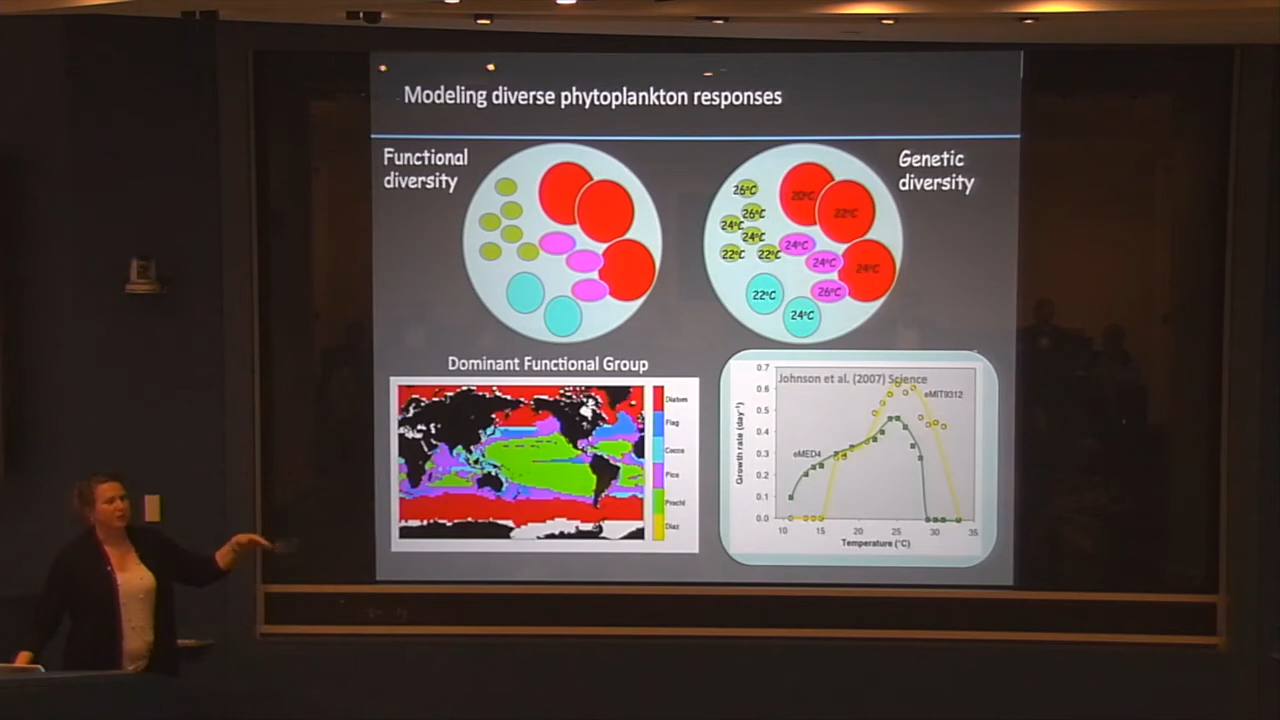 Modeling diverse phytoplankton responses
Functional
diversity
Genetic
diversity
26°C
26°C
24°C
24°C
22°C
22°C
20°C
22°C
24°C
24°C
24°C
26°C
22°C
24°C
Dominant Functional Group
Diatom
Flag
Cocco
Pico
Prochl
Diaz
Johnson et al. (2007) Science
eMIT9312
eMED4
Growth rate (day⁻¹)
0.7
0.6
0.5
0.4
0.3
0.2
0.1
0.0
10 15 20 25 30 35
Temperature (°C)